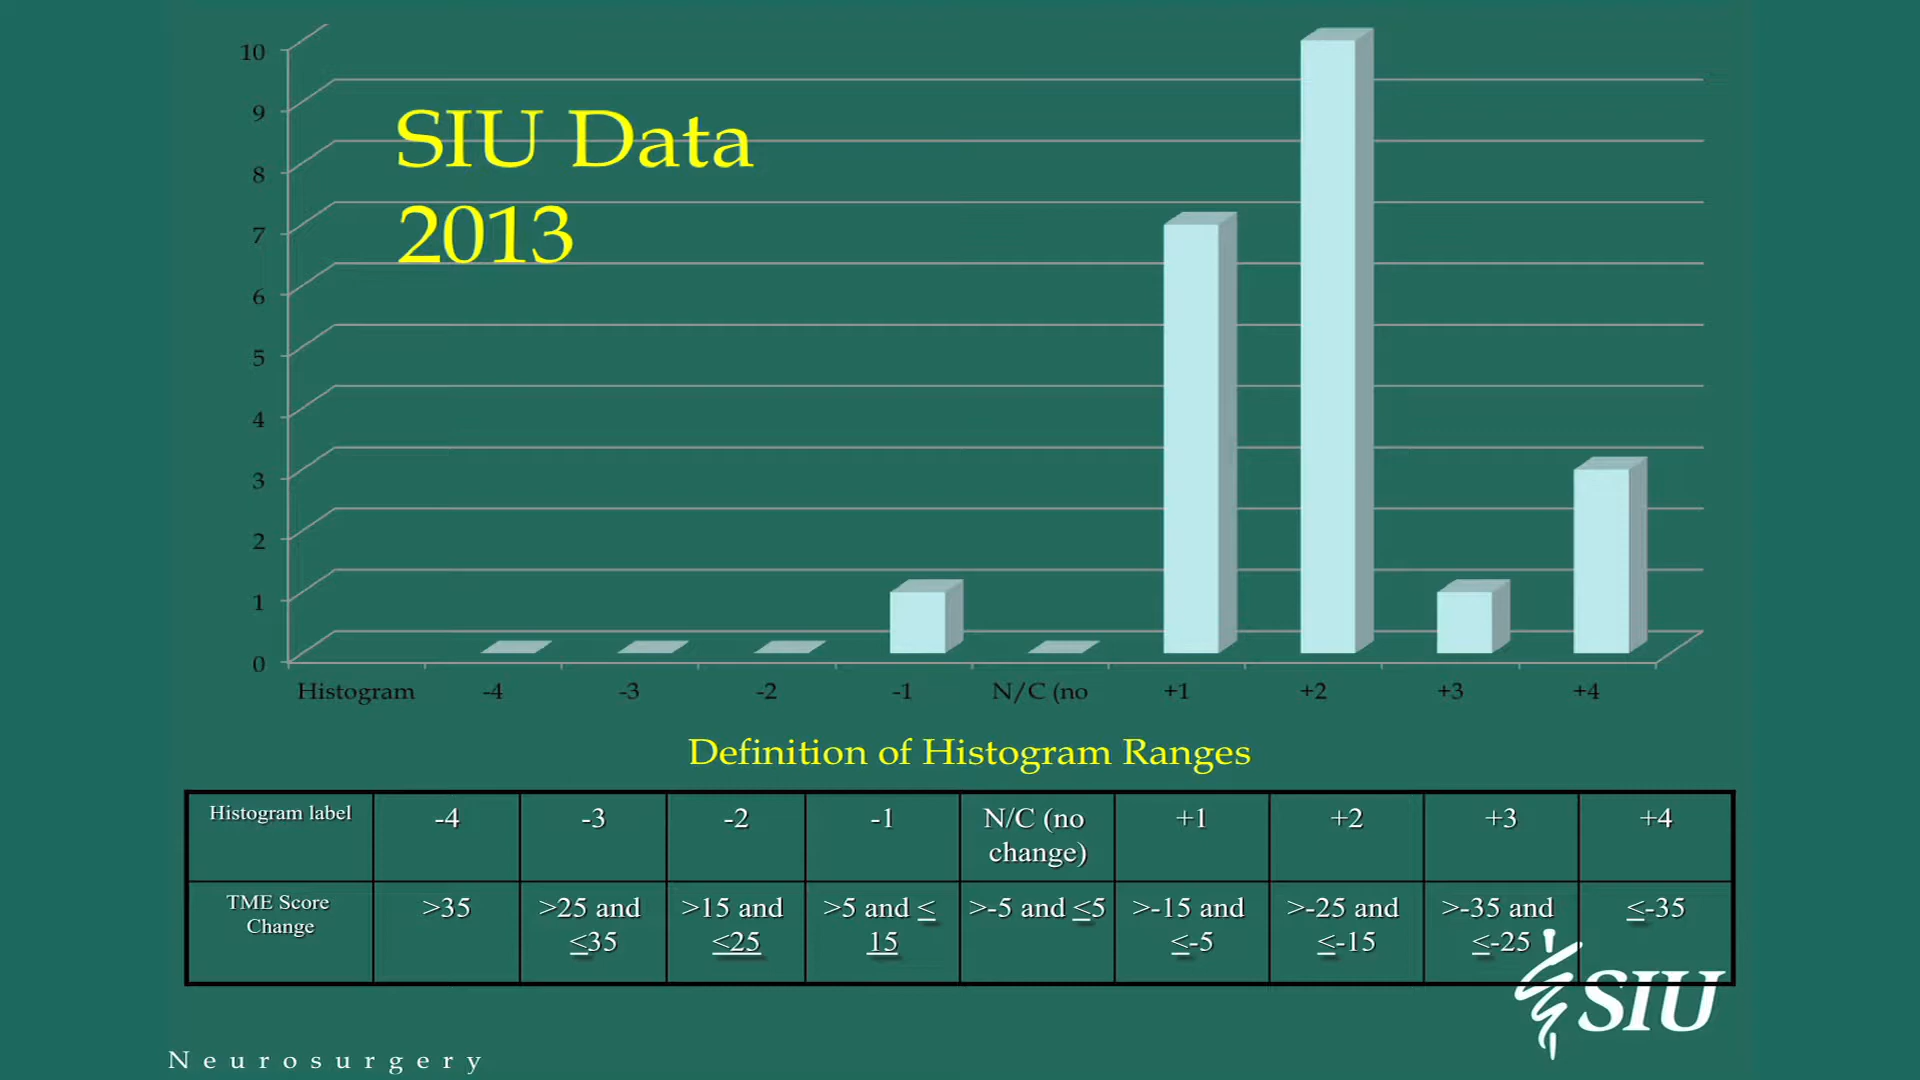 10
9
8
7
6
5
4
3
2
1
0
SIU Data
2013
Histogram -4 -3 -2 -1 N/C (no +1 +2 +3 +4
Definition of Histogram Ranges
Histogram label -4 -3 -2 -1 N/C (no +1 +2 +3 +4
change)
TME Score >35 >25 and >15 and >5 and ≤ >-5 and ≤5 >-15 and >-25 and >-35 and ≤-35
Change ≤35 ≤25 15 ≤-5 ≤-15 ≤-25
SIU
Neurosurgery